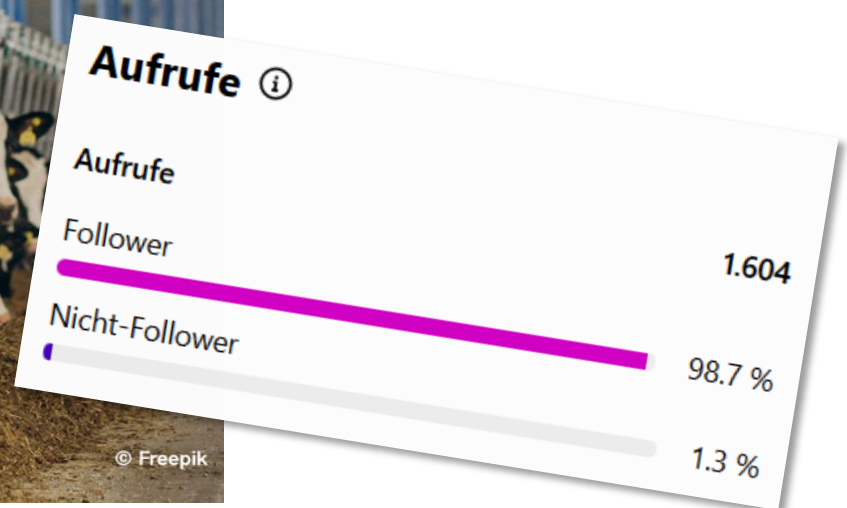 Aufrufe
Aufrufe
1.604
Follower
98.7 %
Nicht-Follower
1.3 %
© Freepik